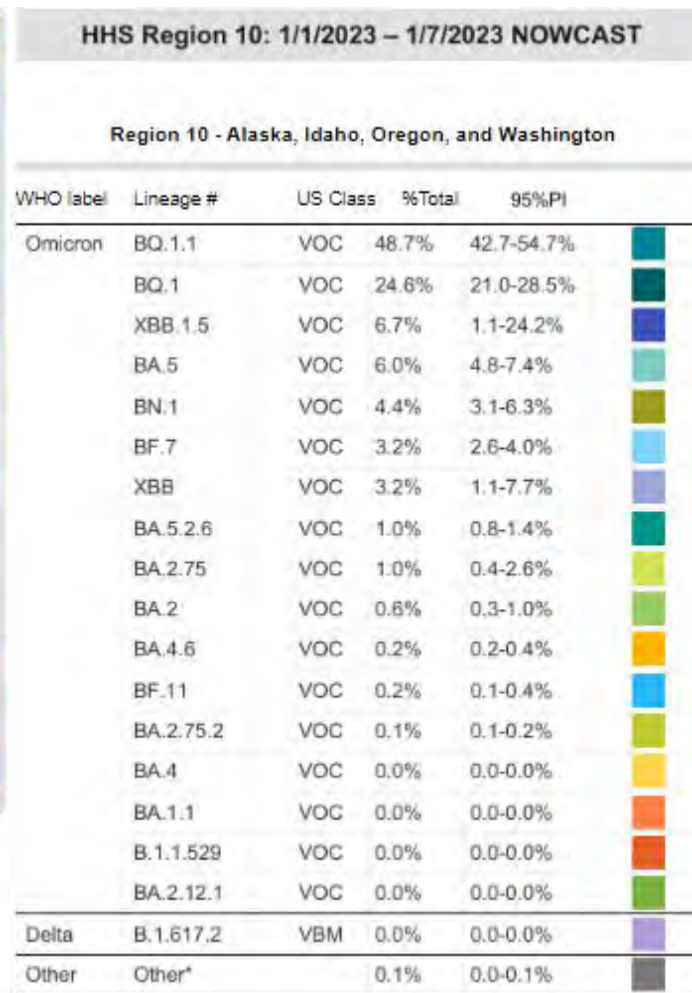 HHS Region 10: 1/1/2023 – 1/7/2023 NOWCAST
Region 10 - Alaska, Idaho, Oregon, and Washington
WHO label Lineage # US Class %Total 95%PI
Omicron BQ.1.1 VOC 48.7% 42.7-54.7%
BQ.1 VOC 24.6% 21.0-28.5%
XBB.1.5 VOC 6.7% 1.1-24.2%
BA.5 VOC 6.0% 4.8-7.4%
BN.1 VOC 4.4% 3.1-6.3%
BF.7 VOC 3.2% 2.6-4.0%
XBB VOC 3.2% 1.1-7.7%
BA.5.2.6 VOC 1.0% 0.8-1.4%
BA.2.75 VOC 1.0% 0.4-2.6%
BA.2 VOC 0.6% 0.3-1.0%
BA.4.6 VOC 0.2% 0.2-0.4%
BF.11 VOC 0.2% 0.1-0.4%
BA.2.75.2 VOC 0.1% 0.1-0.2%
BA.4 VOC 0.0% 0.0-0.0%
BA.1.1 VOC 0.0% 0.0-0.0%
B.1.1.529 VOC 0.0% 0.0-0.0%
BA.2.12.1 VOC 0.0% 0.0-0.0%
Delta B.1.617.2 VBM 0.0% 0.0-0.0%
Other Other* 0.1% 0.0-0.1%